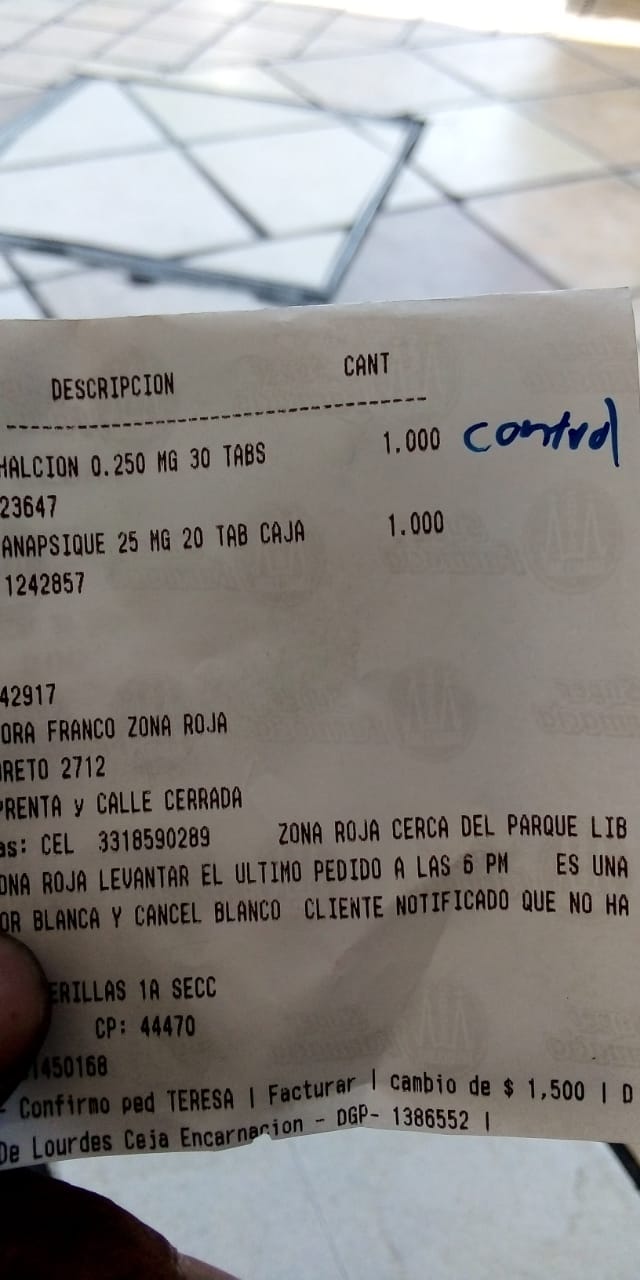 DESCRIPCION CANT
HALCION 0.250 MG 30 TABS 1.000 control
23647
ANAPSIQUE 25 MG 20 TAB CAJA 1.000
1242857
42917
ORA FRANCO ZONA ROJA
RETO 2712
PRENTA y CALLE CERRADA
as: CEL 3318590289 ZONA ROJA CERCA DEL PARQUE LIB
ONA ROJA LEVANTAR EL ULTIMO PEDIDO A LAS 6 PM ES UNA
OR BLANCA Y CANCEL BLANCO CLIENTE NOTIFICADO QUE NO HA
ERILLAS 1A SECC
CP: 44470
1450168
- Confirmo ped TERESA | Facturar | cambio de $ 1,500 | D
De Lourdes Ceja Encarnacion - DGP- 1386552 |